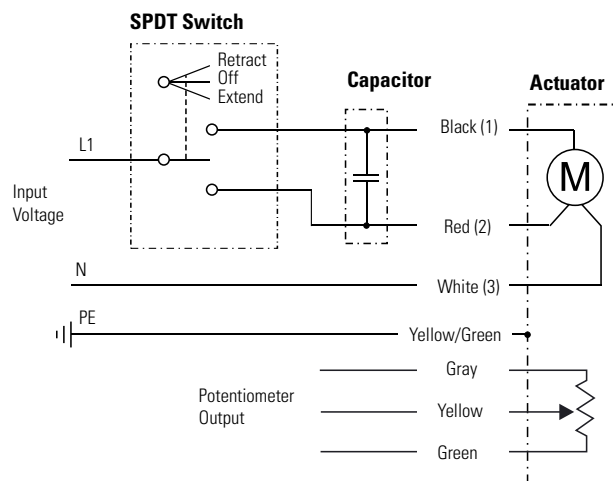 SPDT Switch
Retract
Off
Extend
Capacitor
Actuator
L1
Black (1)
M
Input
Voltage
Red (2)
N
White (3)
PE
Yellow/Green
Gray
Potentiometer
Output
Yellow
Green